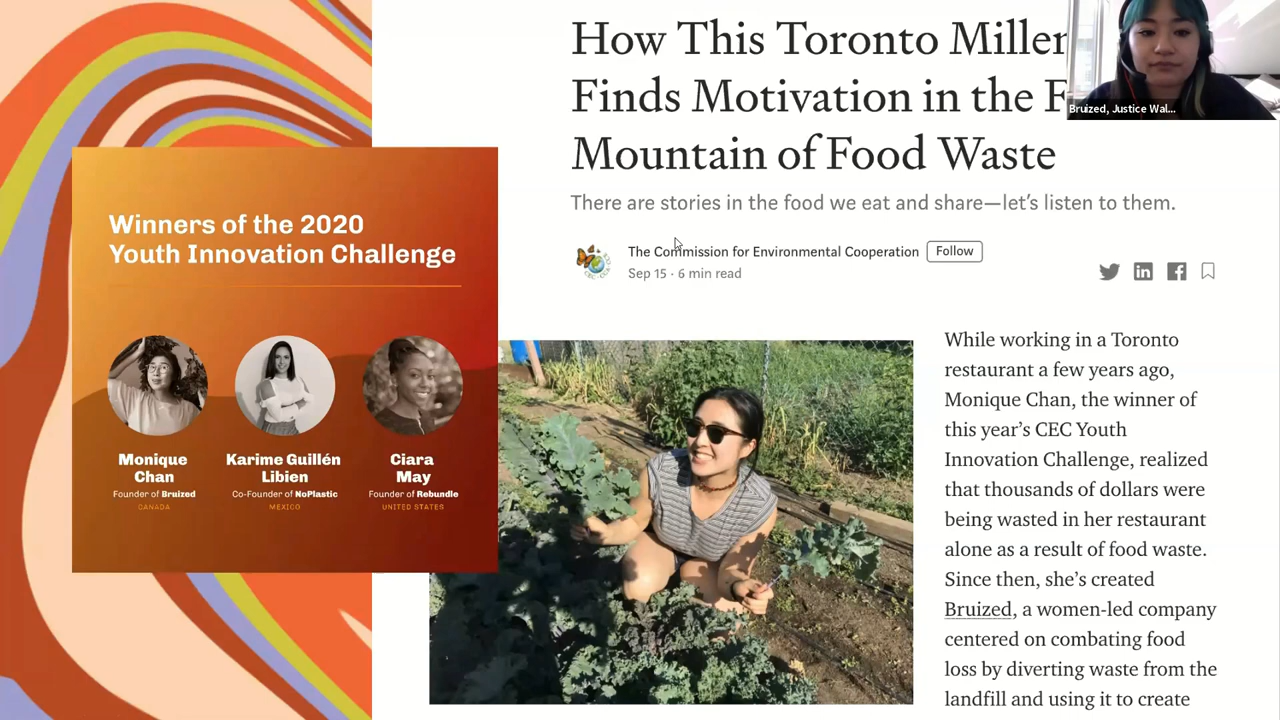 How This Toronto Millen
Finds Motivation in the F
Mountain of Food Waste
There are stories in the food we eat and share—let’s listen to them.
The Commission for Environmental Cooperation
Follow
Sep 15 · 6 min read
Bruized, Justice Wal...
Winners of the 2020
Youth Innovation Challenge
Monique
Chan
Founder of Bruized
CANADA
Karime Guillén
Libien
Co-Founder of NoPlastic
MEXICO
Ciara
May
Founder of Rebundle
UNITED STATES
While working in a Toronto
restaurant a few years ago,
Monique Chan, the winner of
this year’s CEC Youth
Innovation Challenge, realized
that thousands of dollars were
being wasted in her restaurant
alone as a result of food waste.
Since then, she’s created
Bruized, a women-led company
centered on combating food
loss by diverting waste from the
landfill and using it to create